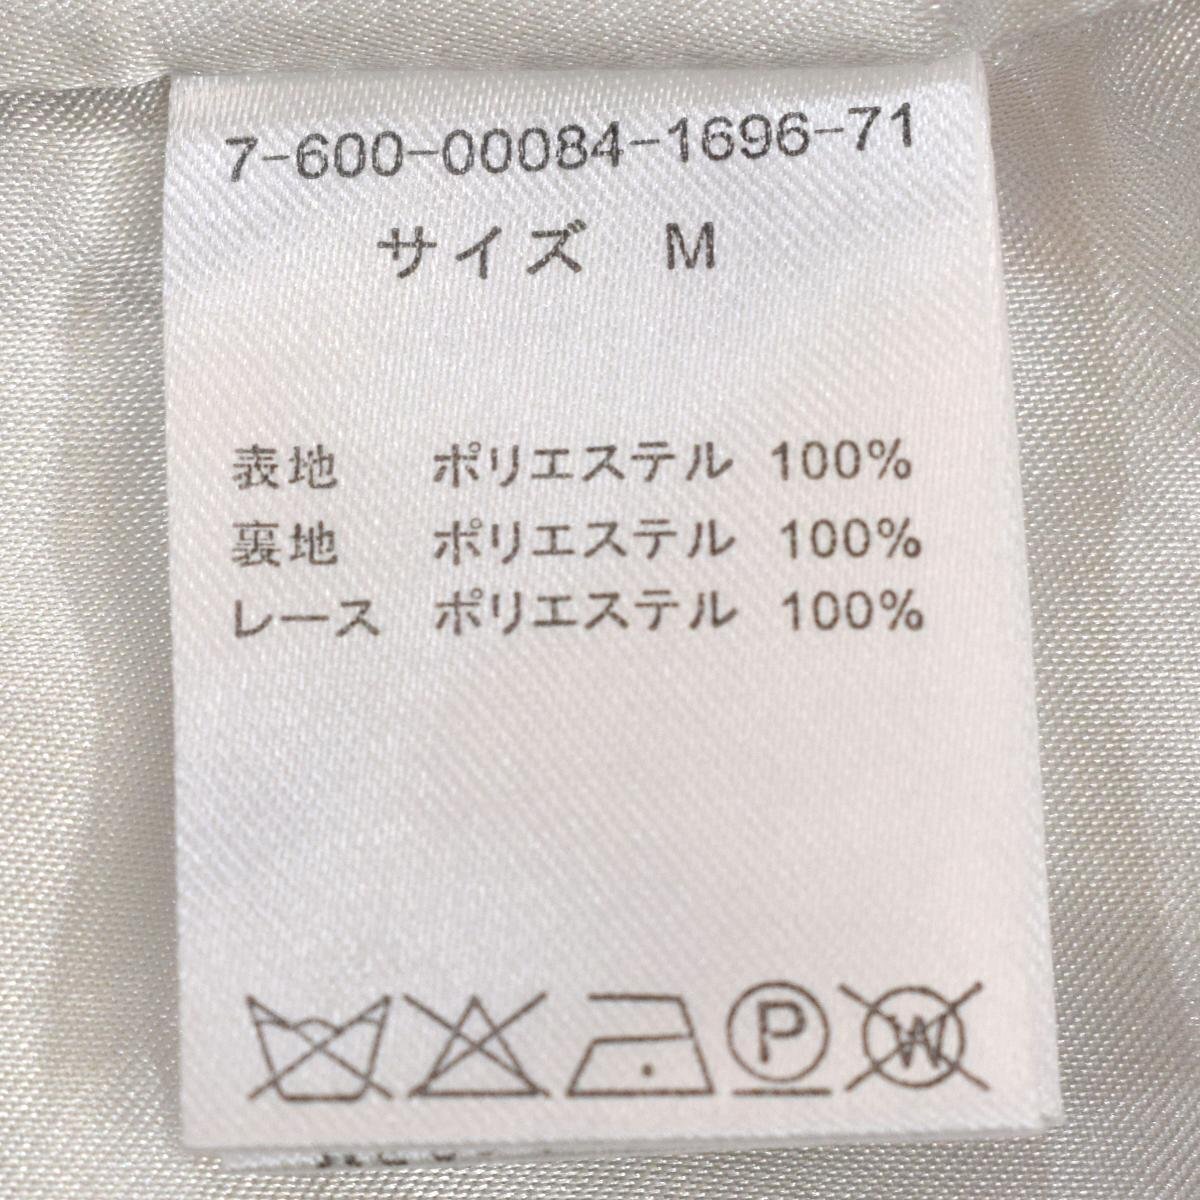 7-600-00084-1696-71
サイズ M
表地 ポリエステル 100%
裏地 ポリエステル 100%
レース ポリエステル 100%
P W